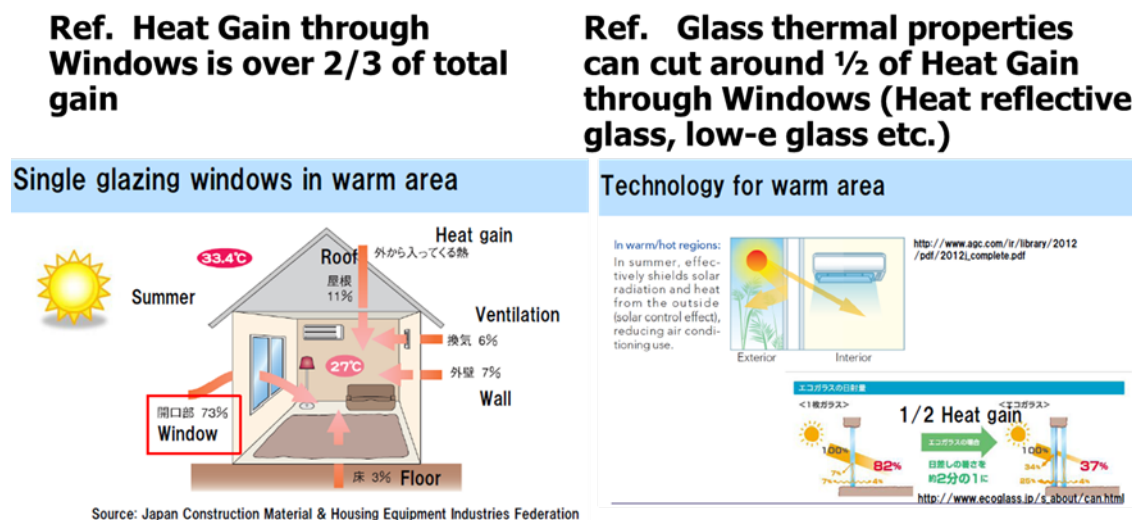 Ref. Heat Gain through
Windows is over 2/3 of total
gain
Ref. Glass thermal properties
can cut around ½ of Heat Gain
through Windows (Heat reflective
glass, low-e glass etc.)
Single glazing windows in warm area
33.4℃
Summer
Roof
屋根
11%
Heat gain
外から入ってくる熱
Ventilation
換気 6%
27℃
外壁 7%
Wall
開口部 73%
Window
床 3% Floor
Source: Japan Construction Material & Housing Equipment Industries Federation
Technology for warm area
In warm/hot regions:
In summer, effec-
tively shields solar
radiation and heat
from the outside
(solar control effect),
reducing air condi-
tioning use.
Exterior
Interior
http://www.agc.com/ir/library/2012
/pdf/2012j_complete.pdf
エコガラスの日射量
<1枚ガラス>
1/2 Heat gain
<エコガラス>
100%
82%
7%
7%
4%
エコガラスの場合
日差しの暑さを
約2分の1に
100%
34%
37%
25%
4%
http://www.ecoglass.jp/s_about/can.html